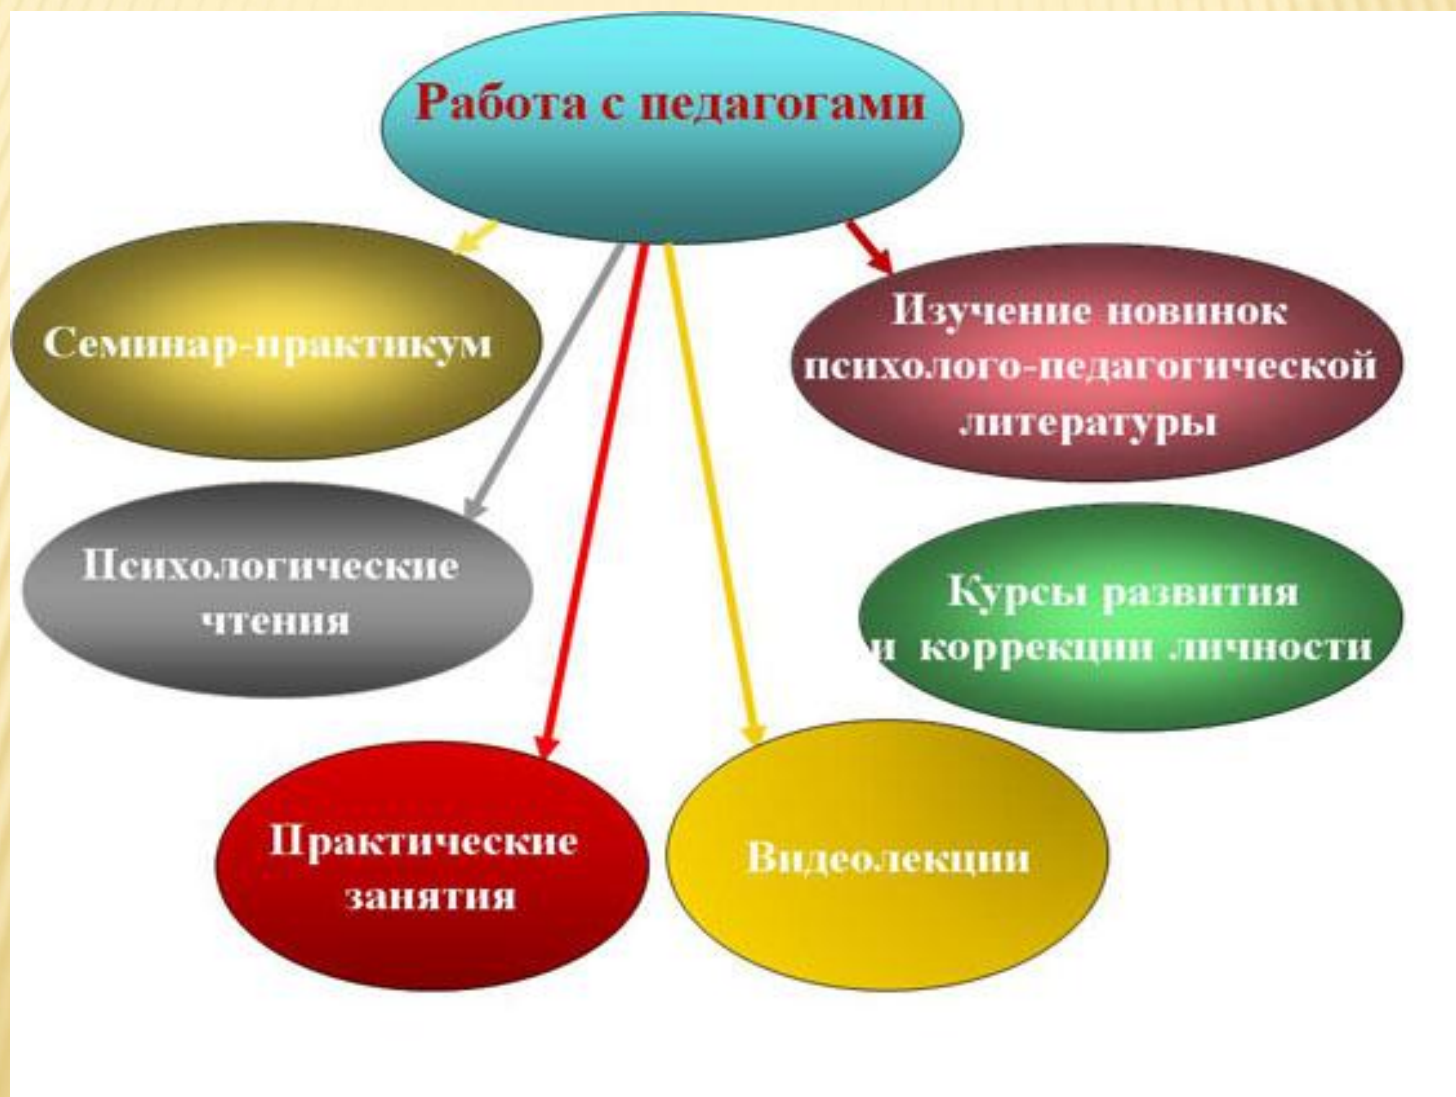 Работа с педагогами
Семинар-практикум
Изучение новинок
психолого-педагогической
литературы
Психологические
чтения
Курсы развития
и коррекции личности
Практические
занятия
Видеолекции